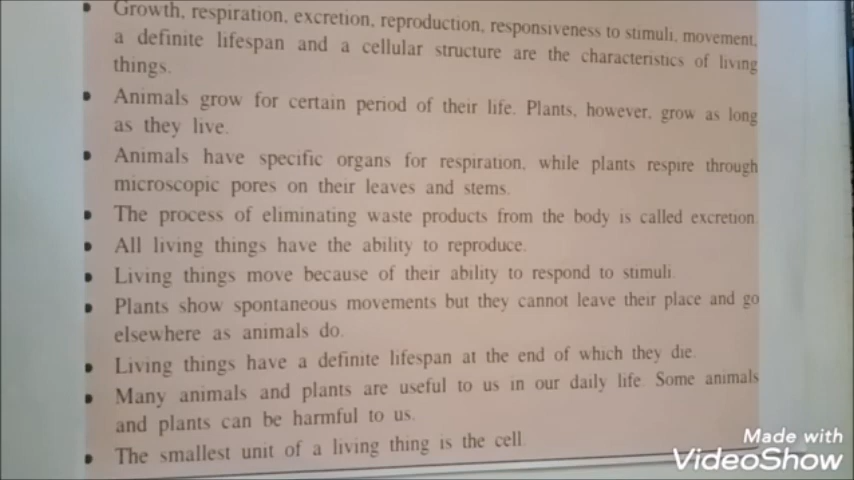 • Growth, respiration, excretion, reproduction, responsiveness to stimuli, movement,
a definite lifespan and a cellular structure are the characteristics of living
things.
• Animals grow for certain period of their life. Plants, however, grow as long
as they live.
• Animals have specific organs for respiration, while plants respire through
microscopic pores on their leaves and stems.
• The process of eliminating waste products from the body is called excretion.
• All living things have the ability to reproduce.
• Living things move because of their ability to respond to stimuli.
• Plants show spontaneous movements but they cannot leave their place and go
elsewhere as animals do.
• Living things have a definite lifespan at the end of which they die.
• Many animals and plants are useful to us in our daily life. Some animals
and plants can be harmful to us.
• The smallest unit of a living thing is the cell.
Made with
VideoShow